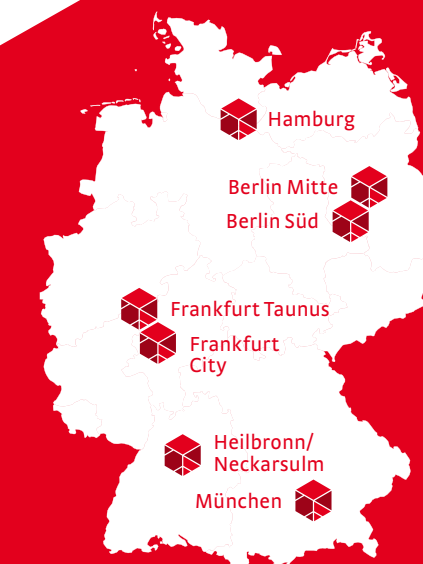 Hamburg
Berlin Mitte
Berlin Süd
Frankfurt Taunus
Frankfurt
City
Heilbronn/
Neckarsulm
München